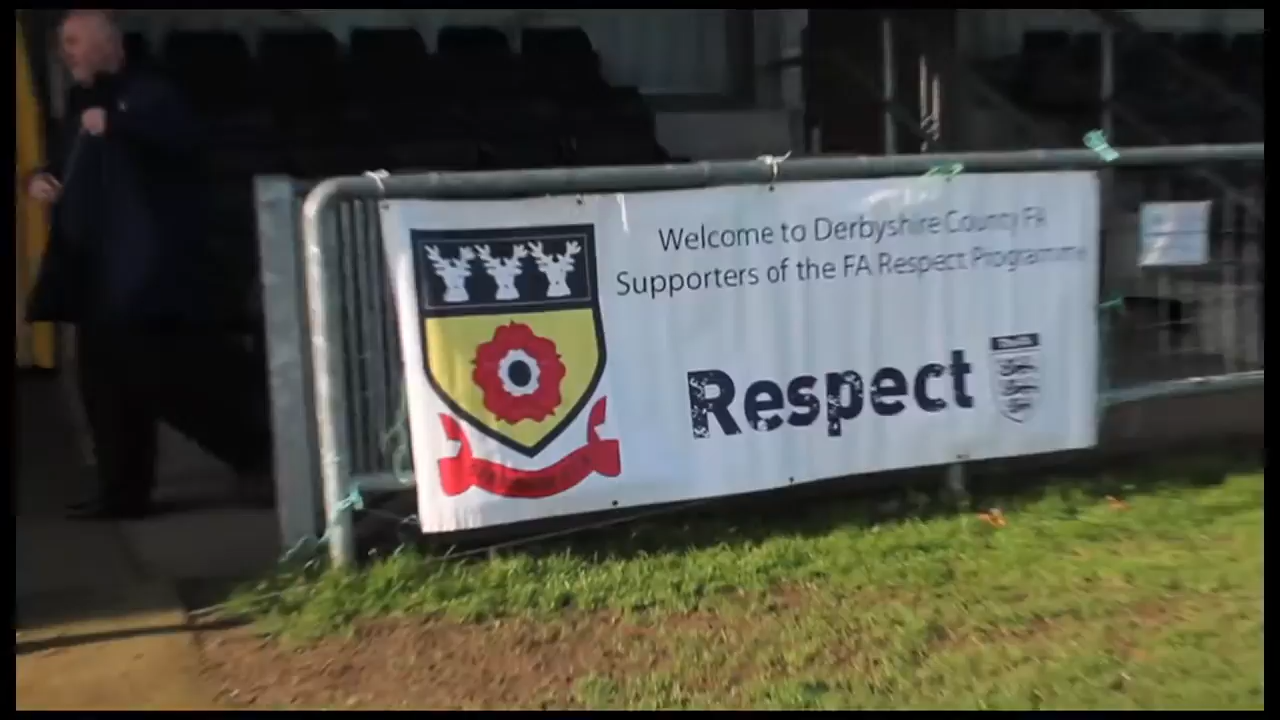 Welcome to Derbyshire County FA
Supporters of the FA Respect Programme
Respect